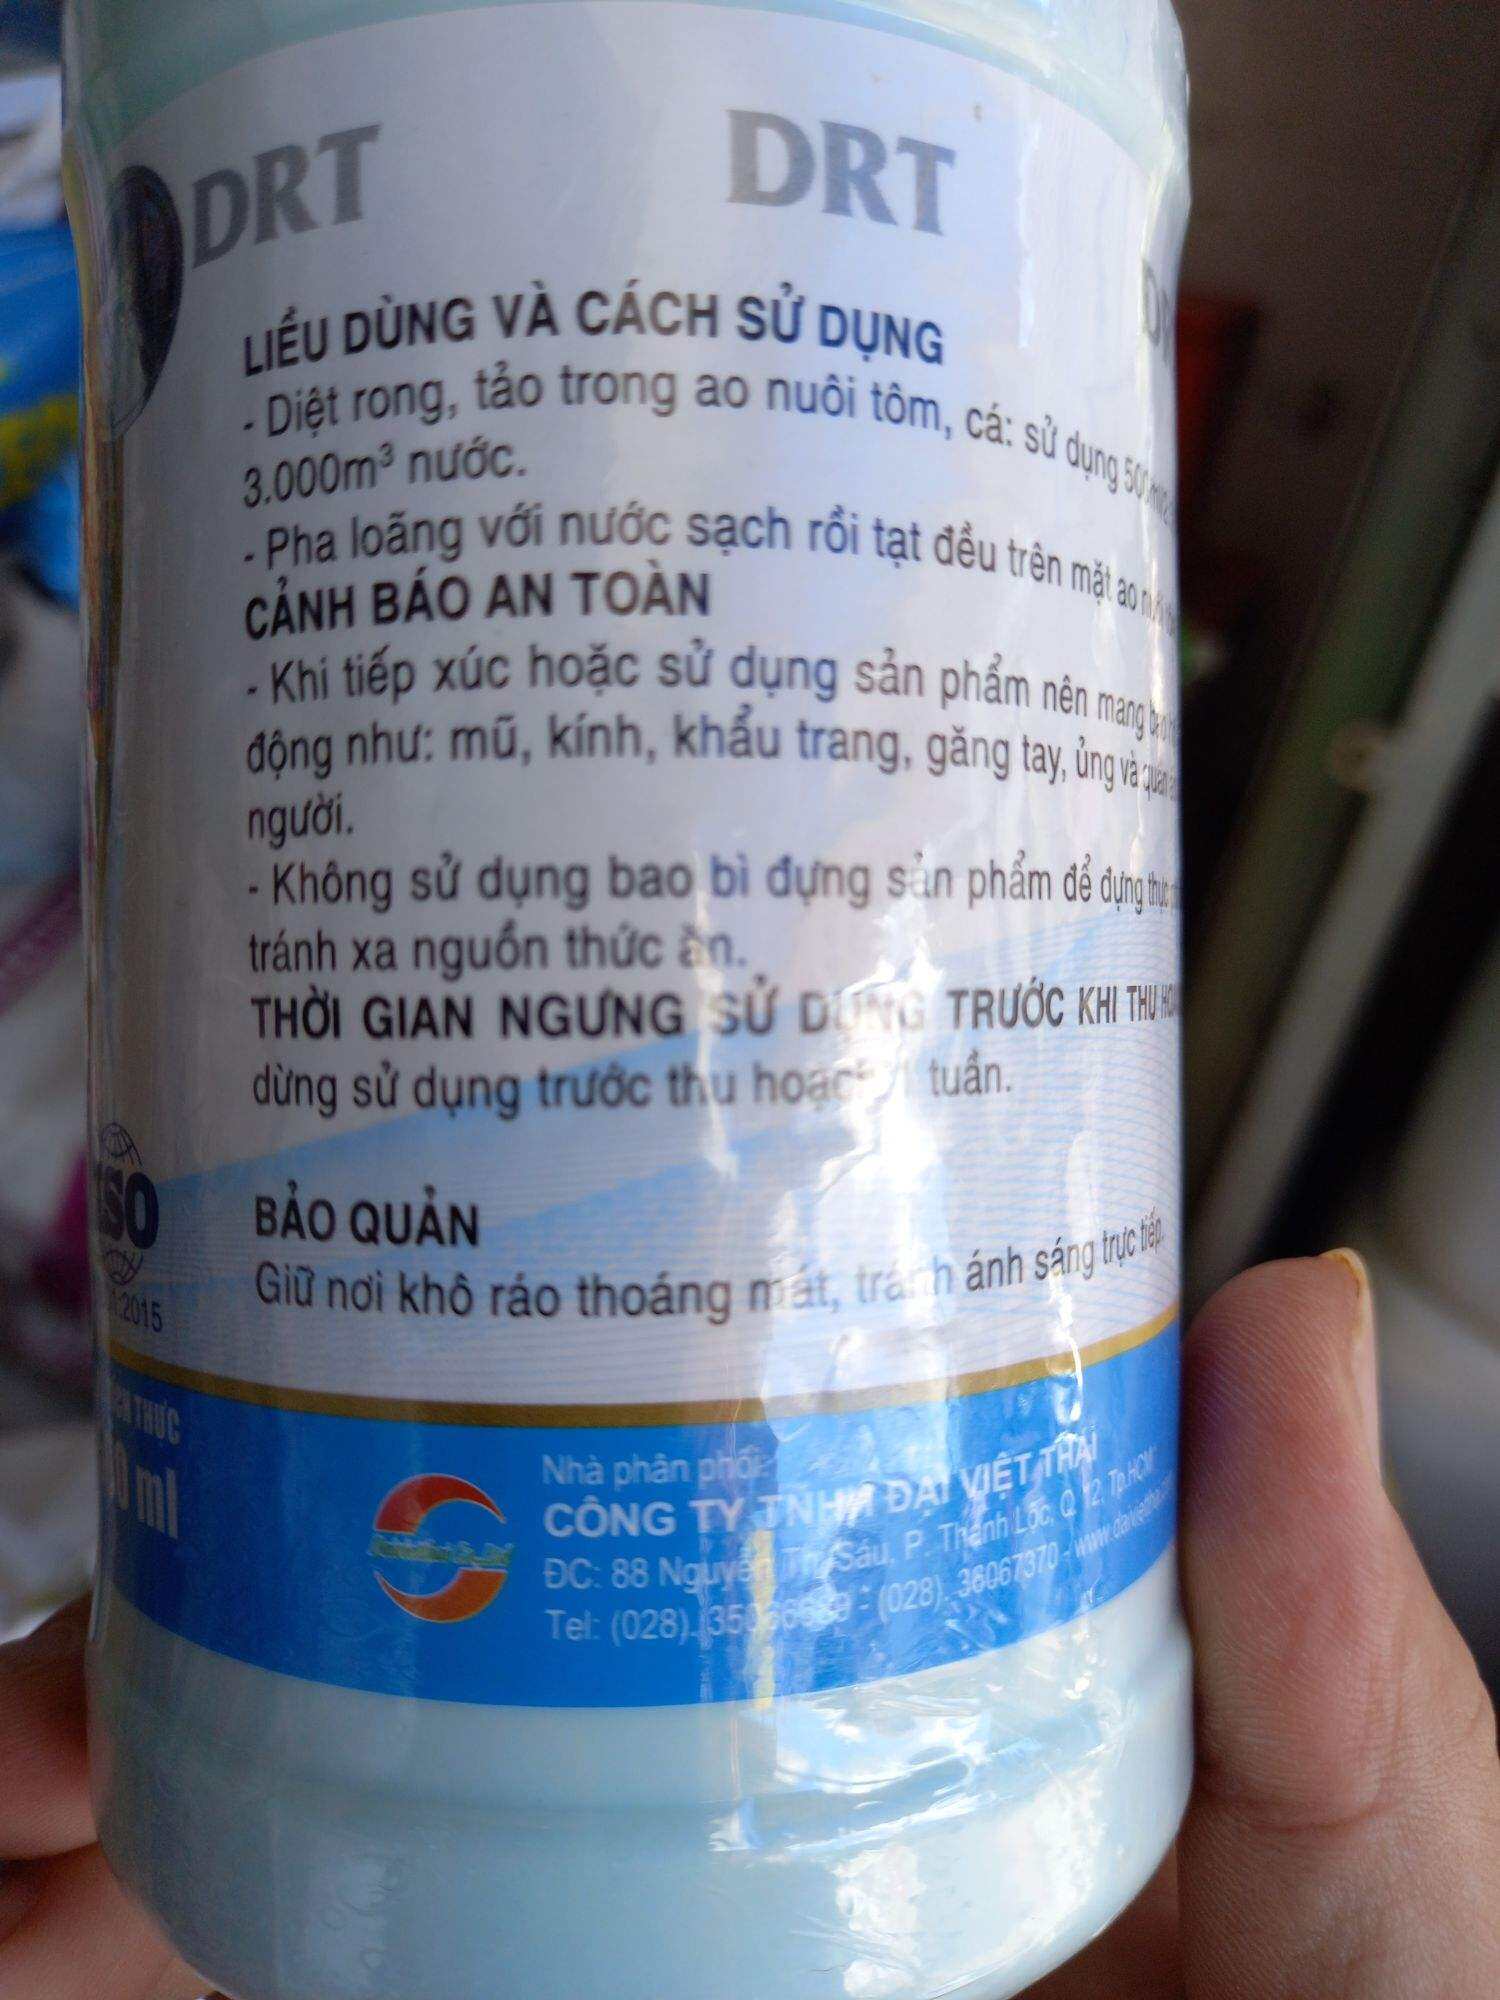 DRT DRT
LIỀU DÙNG VÀ CÁCH SỬ DỤNG
- Diệt rong, tảo trong ao nuôi tôm, cá: sử dụng
3.000m³ nước.
- Pha loãng với nước sạch rồi tạt đều trên mặt ao
CẢNH BÁO AN TOÀN
- Khi tiếp xúc hoặc sử dụng sản phẩm nên mang
động như: mũ, kính, khẩu trang, găng tay, ủng và
người.
- Không sử dụng bao bì đựng sản phẩm để đựng
tránh xa nguồn thức ăn.
THỜI GIAN NGƯNG SỬ DỤNG TRƯỚC KHI THU
dừng sử dụng trước thu hoạch 1 tuần.
BẢO QUẢN
Giữ nơi khô ráo thoáng mát, tránh ánh sáng trực tiếp.
ISO
:2015
THỰC
ml
Nhà phân phối:
CÔNG TY TNHH ĐẠI VIỆT THÁI
ĐC: 88 Nguyễn Thị Sáu, P. Thạnh Lộc, Q.12, Tp.HCM
Tel: (028). - (028). 36067370 -